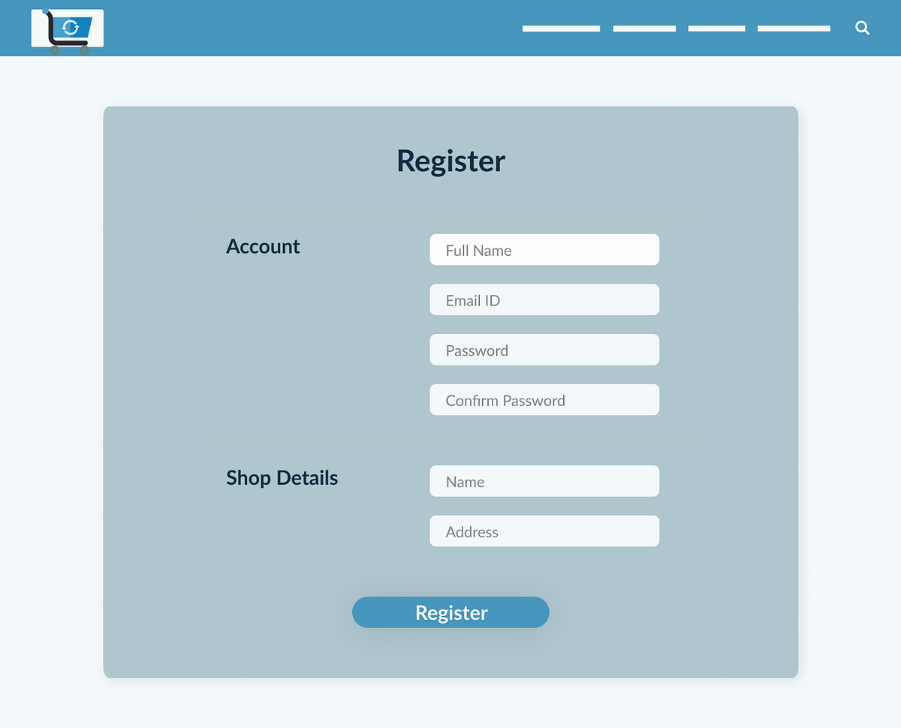 Register
Account
Full Name
Email ID
Password
Confirm Password
Shop Details
Name
Address
Register